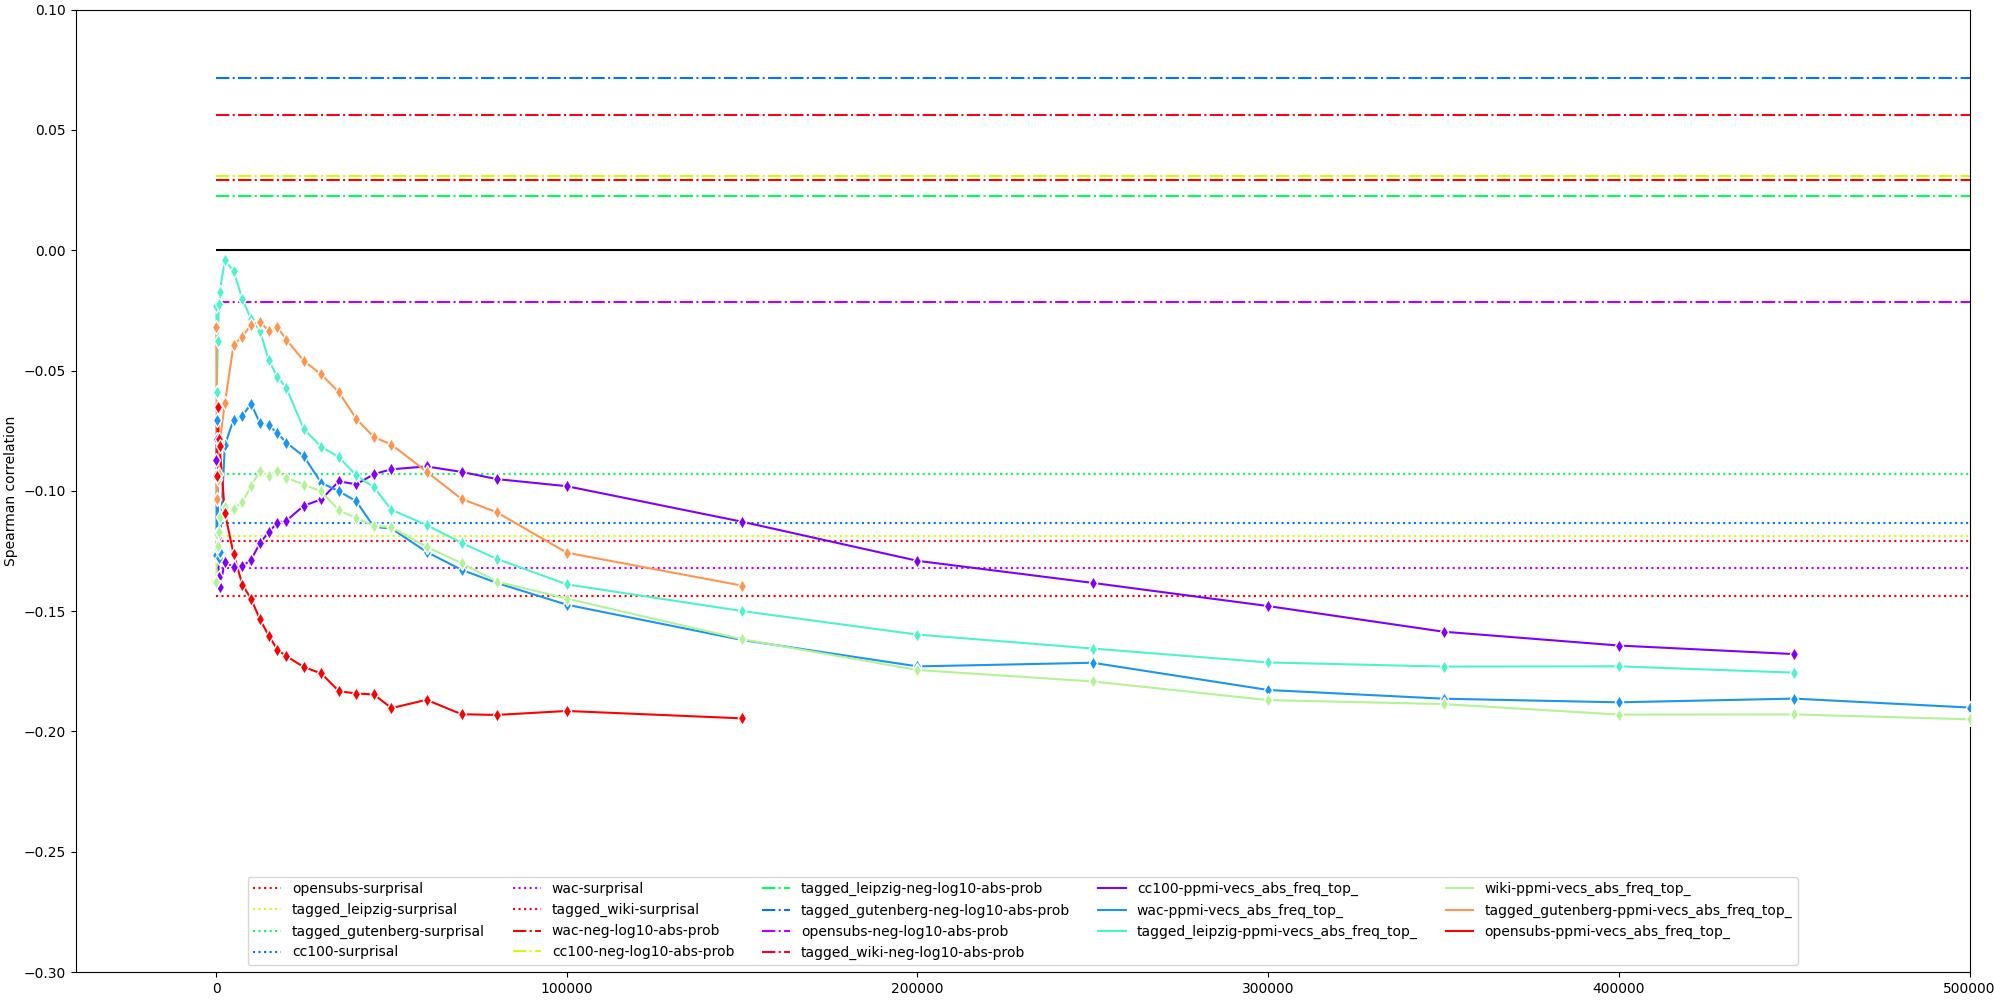 0.10
0.05
0.00
−0.05
−0.10
−0.15
−0.20
−0.25
−0.30
Spearman correlation
opensubs-surprisal
tagged_leipzig-surprisal
tagged_gutenberg-surprisal
cc100-surprisal
wac-surprisal
tagged_wiki-surprisal
wac-neg-log10-abs-prob
cc100-neg-log10-abs-prob
tagged_leipzig-neg-log10-abs-prob
tagged_gutenberg-neg-log10-abs-prob
opensubs-neg-log10-abs-prob
tagged_wiki-neg-log10-abs-prob
cc100-ppmi-vecs_abs_freq_top_
wac-ppmi-vecs_abs_freq_top_
tagged_leipzig-ppmi-vecs_abs_freq_top_
wiki-ppmi-vecs_abs_freq_top_
tagged_gutenberg-ppmi-vecs_abs_freq_top_
opensubs-ppmi-vecs_abs_freq_top_
0 100000 200000 300000 400000 500000